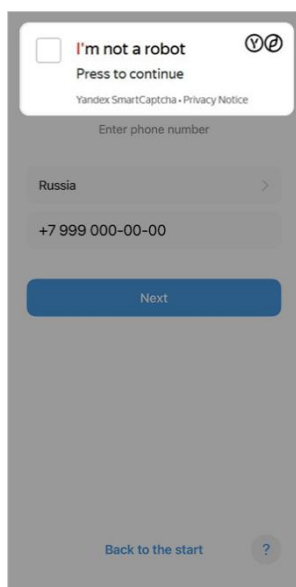 I'm not a robot
Press to continue
Yandex SmartCaptcha • Privacy Notice
Enter phone number
Russia
+7 999 000-00-00
Next
Back to the start
?